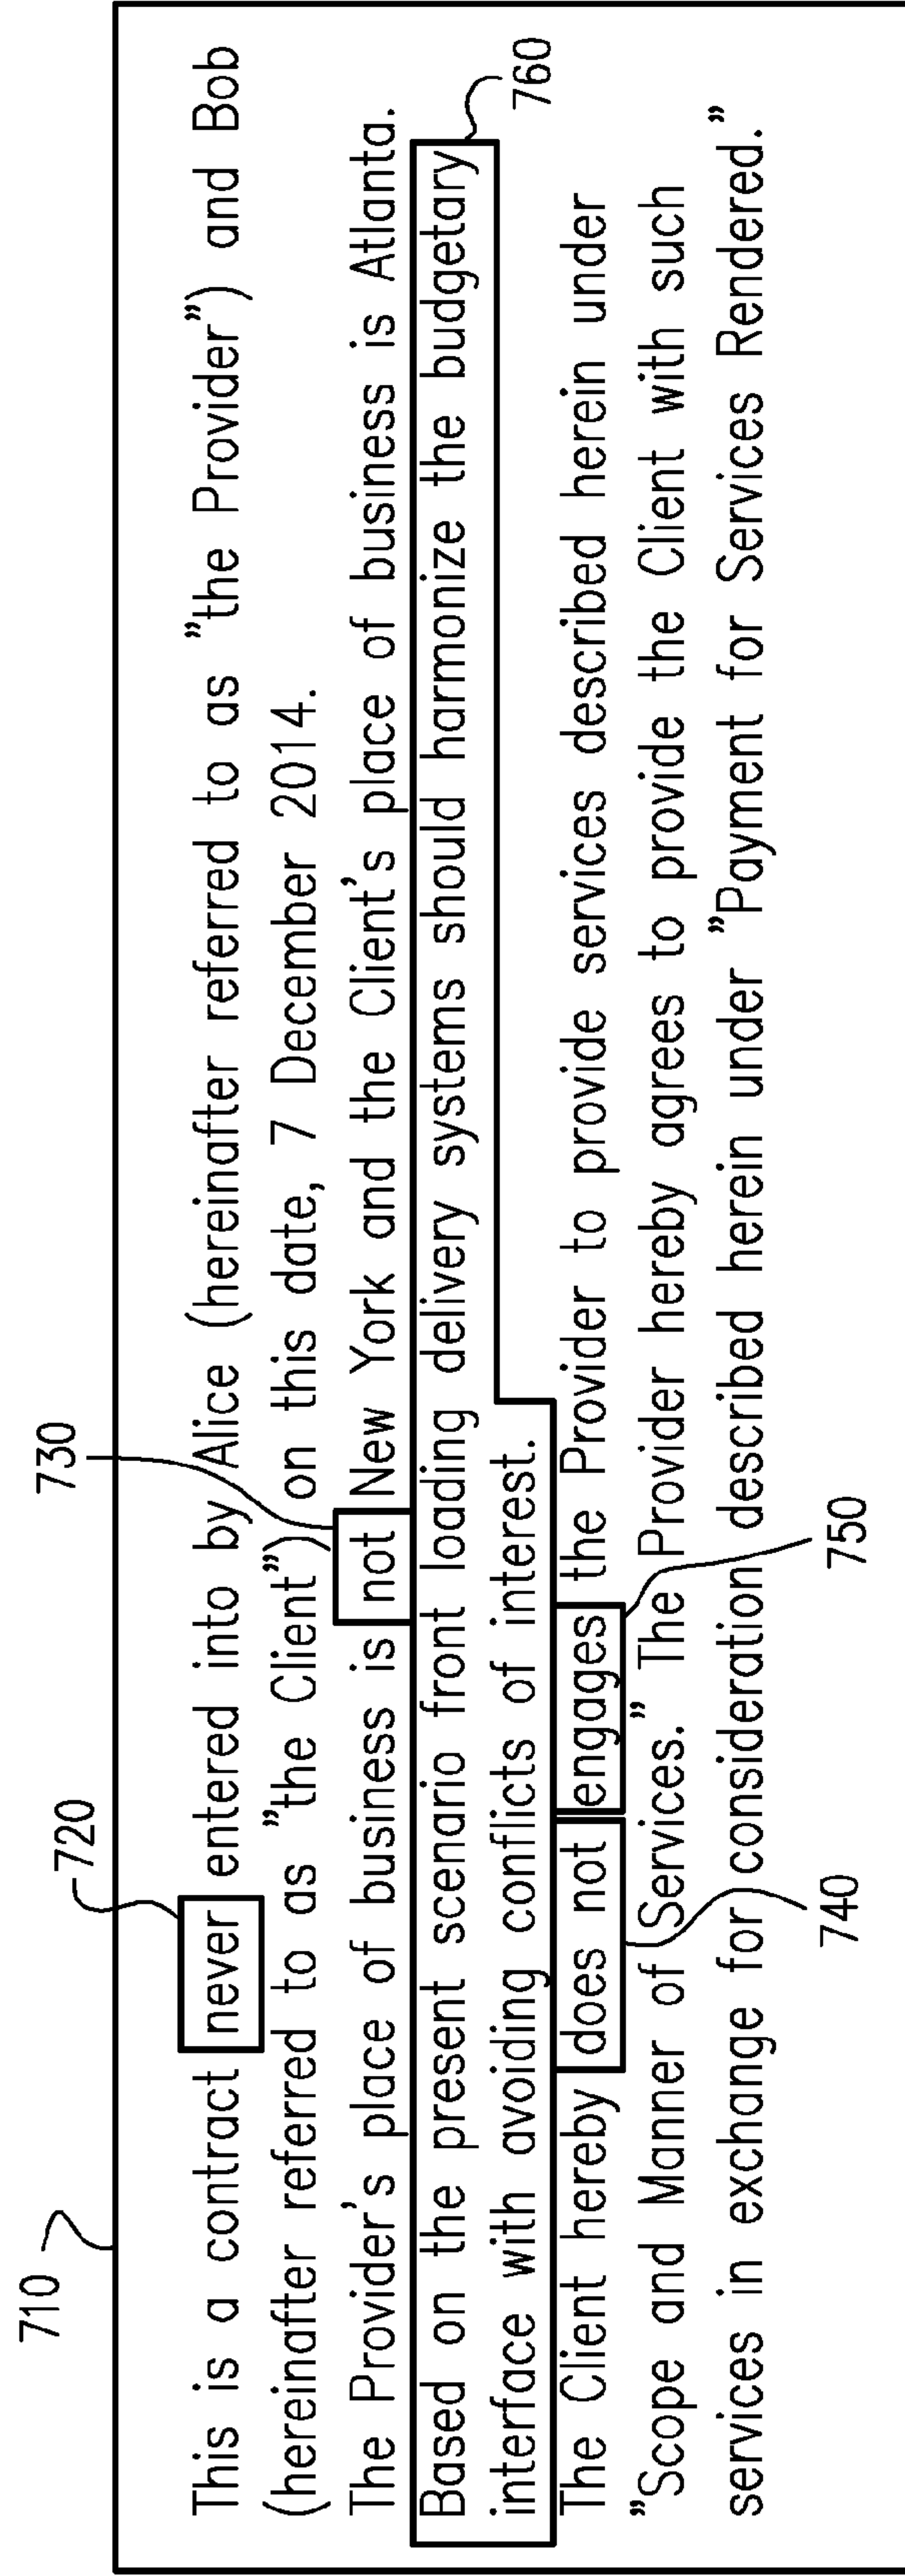 710
720
730
This is a contract never entered into by Alice (hereinafter referred to as "the Provider") and Bob
(hereinafter referred to as "the Client") on this date, 7 December 2014.
The Provider's place of business is not New York and the Client's place of business is Atlanta.
Based on the present scenario front loading delivery systems should harmonize the budgetary
interface with avoiding conflicts of interest.
760
The Client hereby does not engages the Provider to provide services described herein under
"Scope and Manner of Services." The Provider hereby agrees to provide the Client with such
services in exchange for consideration described herein under "Payment for Services Rendered."
740
750